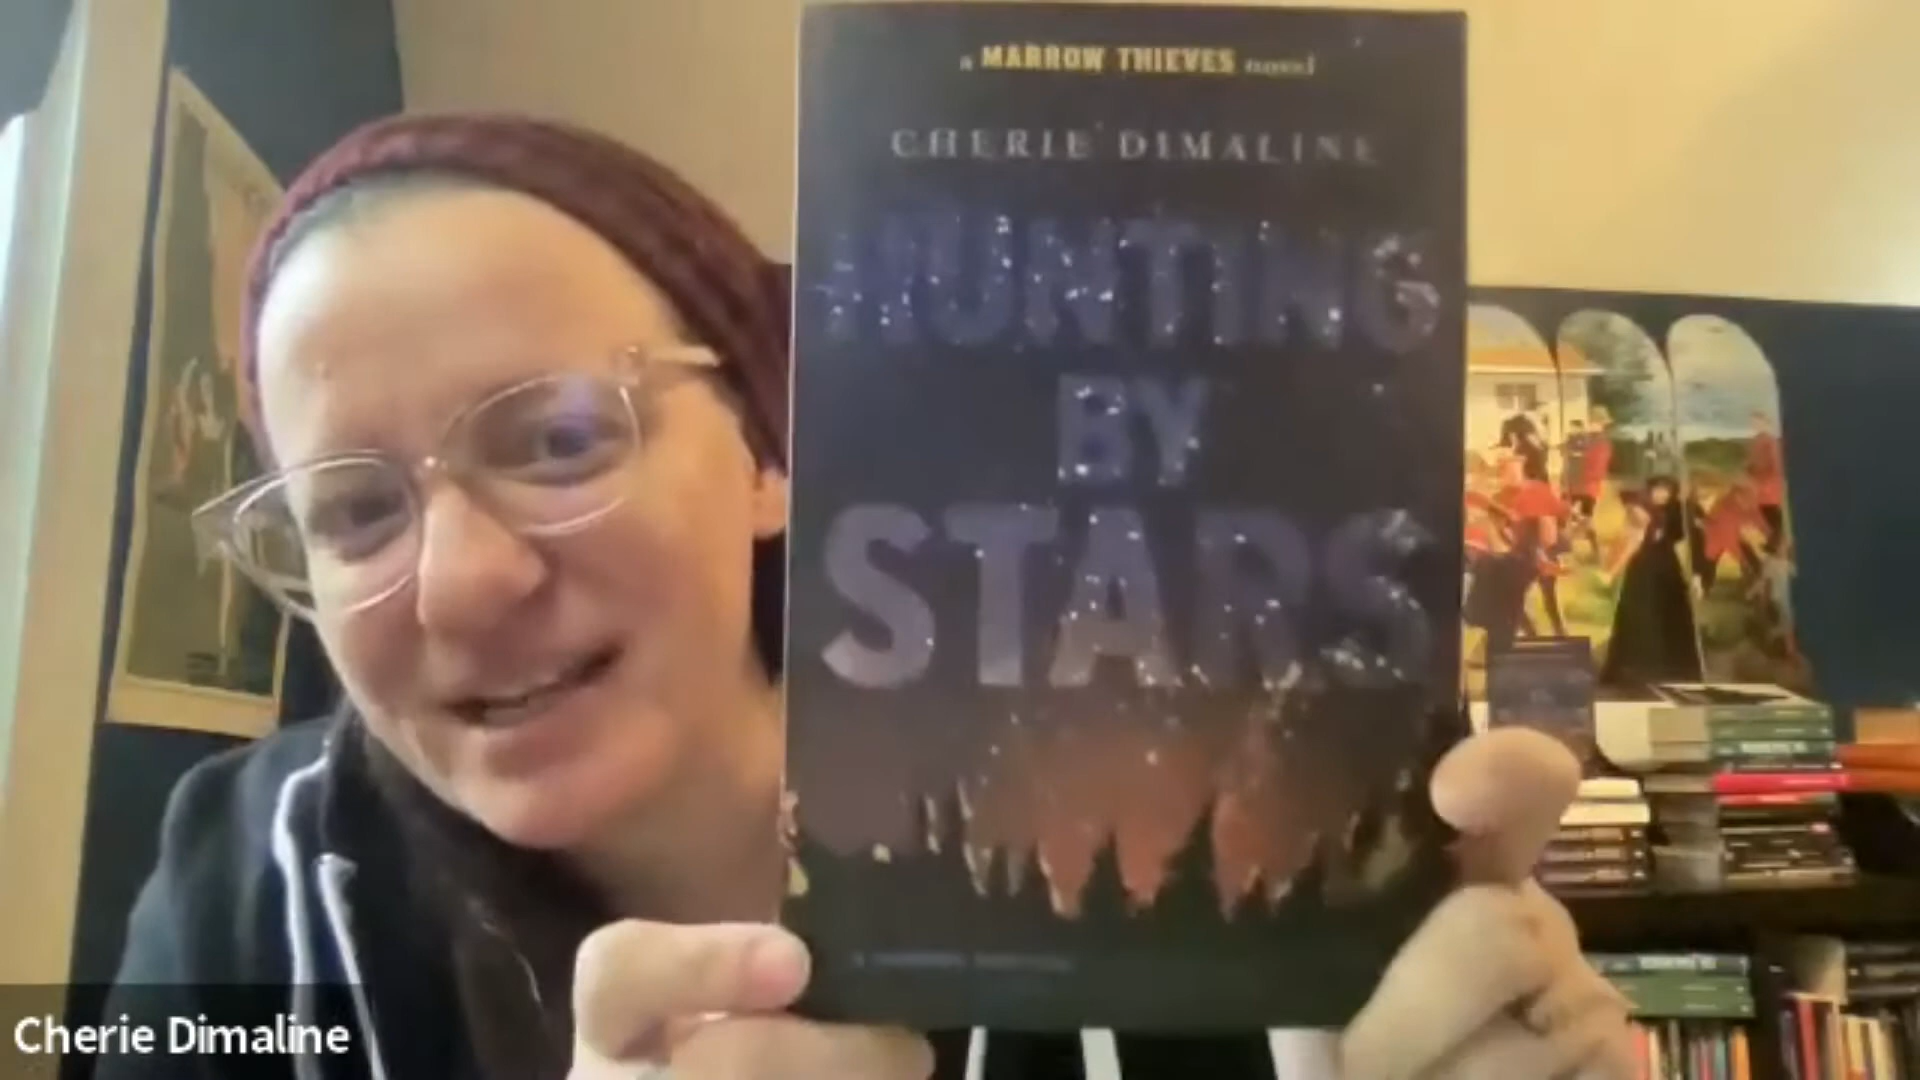 a MARROW THIEVES novel
CHERIE DIMALINE
HUNTING
BY
STARS
Cherie Dimaline